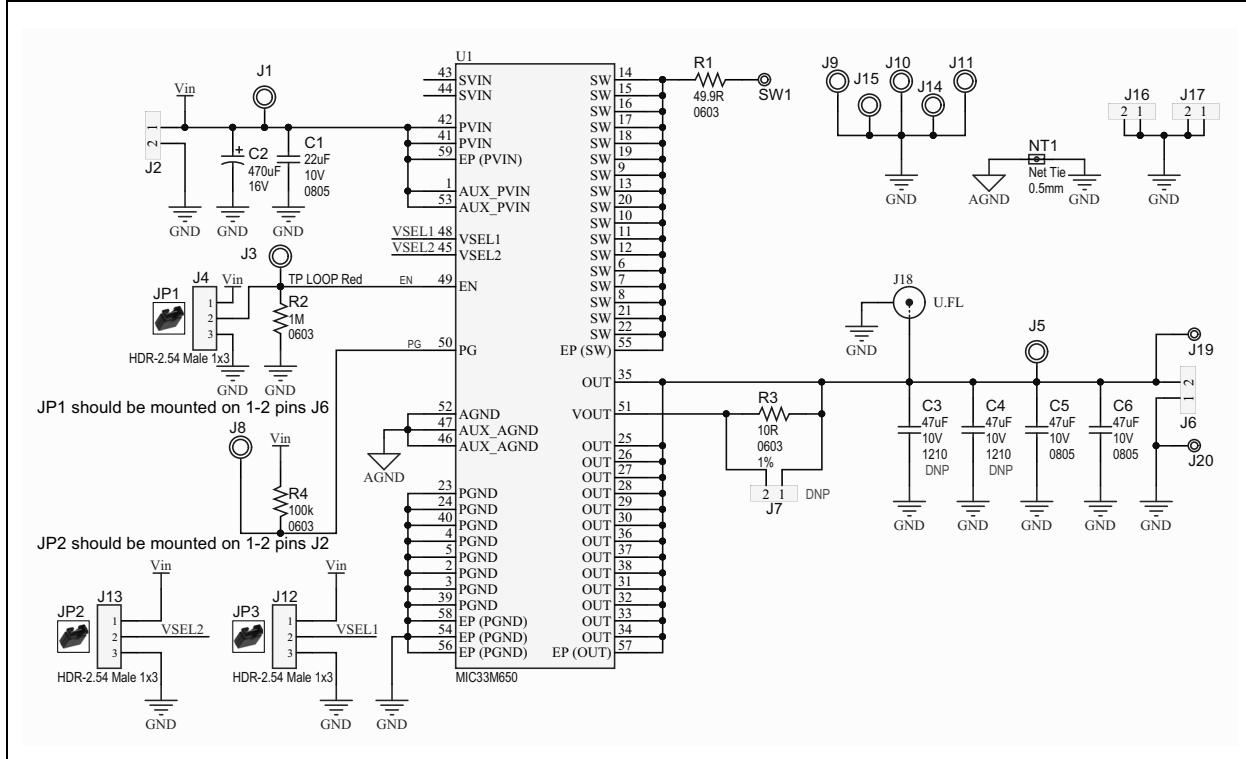 U1
43 SVIN
44 SVIN
42 PVIN
41 PVIN
59 EP (PVIN)
1 AUX_PVIN
53 AUX_PVIN
VSEL1 48 VSEL1
VSEL2 45 VSEL2
EN 49 EN
PG 50 PG
52 AGND
47 AUX_AGND
46 AUX_AGND
23 PGND
24 PGND
40 PGND
4 PGND
5 PGND
2 PGND
3 PGND
39 PGND
58 EP (PGND)
54 EP (PGND)
56 EP (PGND)
SW 14
SW 15
SW 16
SW 17
SW 18
SW 19
SW 9
SW 13
SW 20
SW 10
SW 11
SW 12
SW 6
SW 7
SW 8
SW 21
SW 22
EP (SW) 55
OUT 35
VOUT 51
OUT 25
OUT 26
OUT 27
OUT 28
OUT 29
OUT 30
OUT 36
OUT 37
OUT 38
OUT 31
OUT 32
OUT 33
OUT 34
EP (OUT) 57
MIC33M650
Vin
J1
1
2
J2
GND
+
C2
470uF
16V
GND
C1
22uF
10V
0805
GND
J3
TP LOOP Red
J4
Vin
JP1
1
2
3
HDR-2.54 Male 1x3
GND
R2
1M
0603
GND
JP1 should be mounted on 1-2 pins J6
J8
Vin
R4
100k
0603
AGND
JP2 should be mounted on 1-2 pins J2
Vin
J13
JP2
1
2
3
VSEL2
HDR-2.54 Male 1x3
GND
Vin
J12
JP3
1
2
3
VSEL1
HDR-2.54 Male 1x3
GND
GND
R1
49.9R
0603
SW1
J9
J15
J10
J14
J11
GND
NT1
Net Tie
0.5mm
AGND
GND
J16
2 1
J17
2 1
GND
J18
U.FL
GND
R3
10R
0603
1%
2 1
DNP
J7
C3
47uF
10V
1210
DNP
GND
C4
47uF
10V
1210
DNP
GND
J5
C5
47uF
10V
0805
GND
C6
47uF
10V
0805
GND
J19
2
1
J6
J20
GND